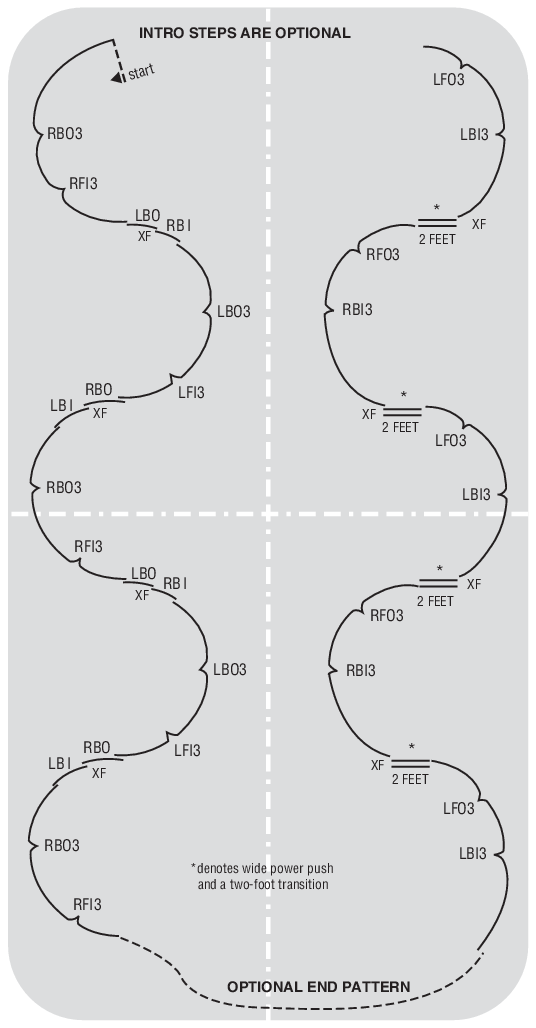 INTRO STEPS ARE OPTIONAL
start
RBO3
RFI3
LBO
RBI
XF
LBO3
LFI3
RBO
LBI
XF
RBO3
RFI3
LBO
RBI
XF
LBO3
LFI3
RBO
LBI
XF
RBO3
RFI3
LFO3
LBI3
*
XF
2 FEET
RFO3
RBI3
*
XF
2 FEET
LFO3
LBI3
*
XF
2 FEET
RFO3
RBI3
*
XF
2 FEET
LFO3
LBI3
*denotes wide power push
and a two-foot transition
OPTIONAL END PATTERN